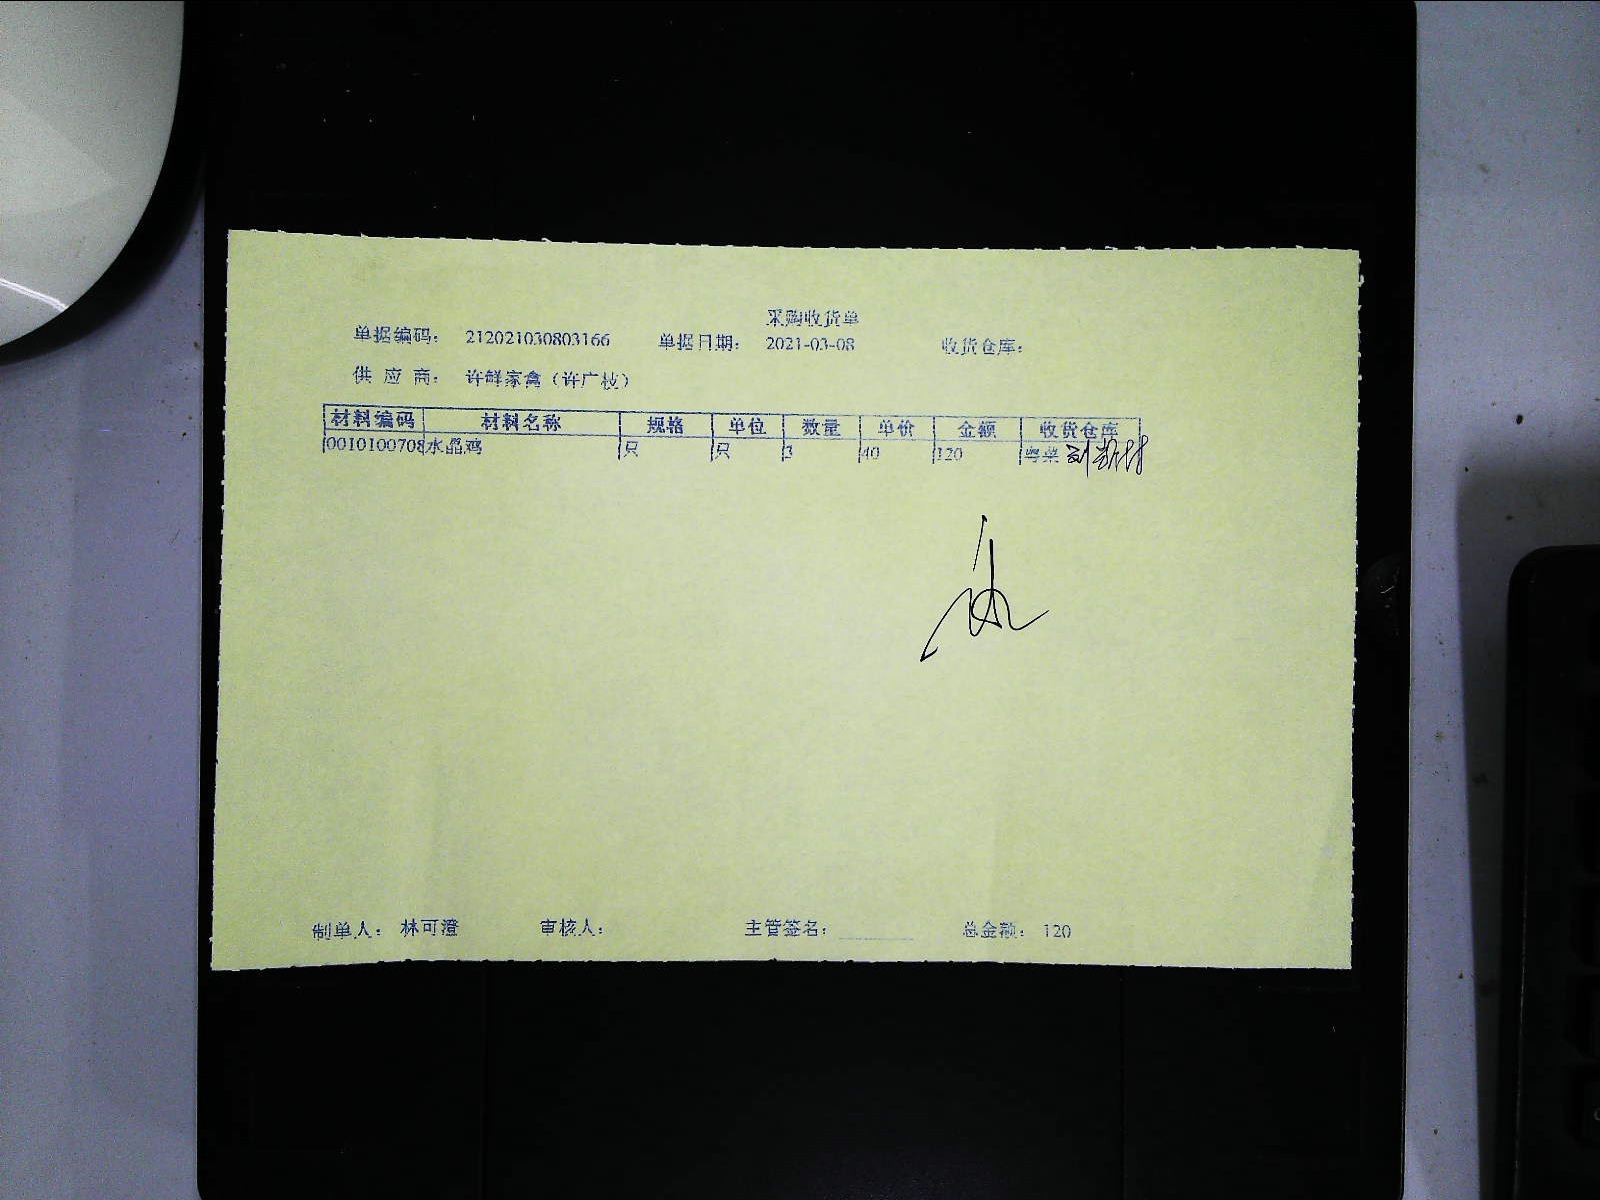 采购收货单
单据编码： 212021030803166 单据日期： 2021-03-08 收货仓库：
供 应 商： 许鲜家禽（许广枝）
材料编码 材料名称 规格 单位 数量 单价 金额 收货仓库
0010100708 水晶鸡 只 只 3 40 120 粤菜
制单人： 林可澄 审核人： 主管签名： 总金额： 120